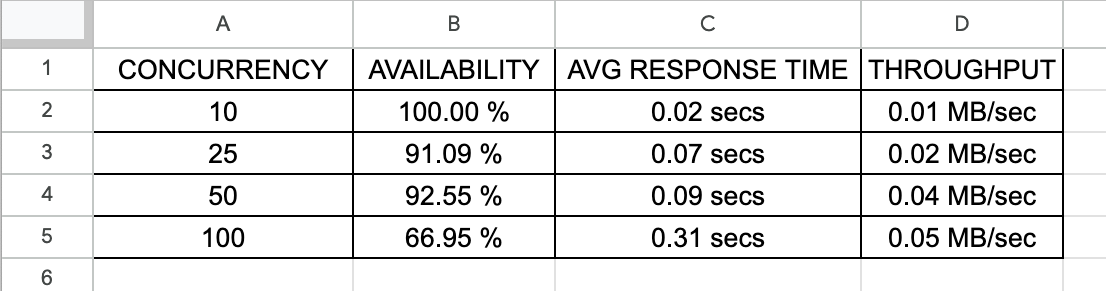 A B C D
1 CONCURRENCY AVAILABILITY AVG RESPONSE TIME THROUGHPUT
2 10 100.00 % 0.02 secs 0.01 MB/sec
3 25 91.09 % 0.07 secs 0.02 MB/sec
4 50 92.55 % 0.09 secs 0.04 MB/sec
5 100 66.95 % 0.31 secs 0.05 MB/sec
6